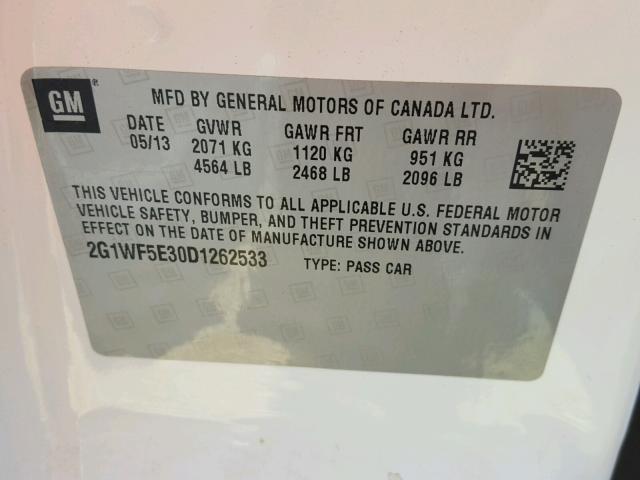 GM ®
MFD BY GENERAL MOTORS OF CANADA LTD.
DATE GVWR GAWR FRT GAWR RR
05/13 2071 KG 1120 KG 951 KG
4564 LB 2468 LB 2096 LB
THIS VEHICLE CONFORMS TO ALL APPLICABLE U.S. FEDERAL MOTOR
VEHICLE SAFETY, BUMPER, AND THEFT PREVENTION STANDARDS IN
EFFECT ON THE DATE OF MANUFACTURE SHOWN ABOVE.
2G1WF5E30D1262533 TYPE: PASS CAR